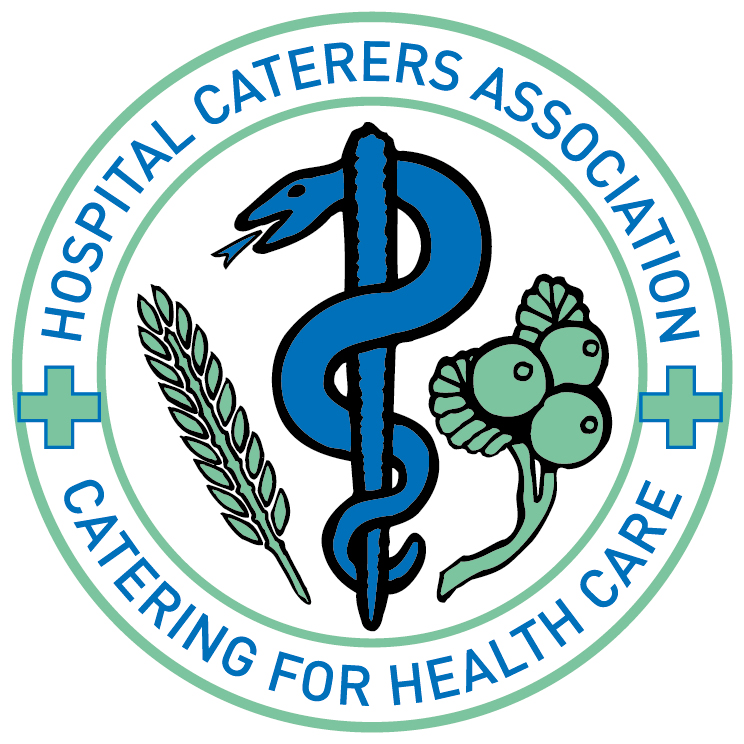 HOSPITAL CATERERS ASSOCIATION
CATERING FOR HEALTH CARE